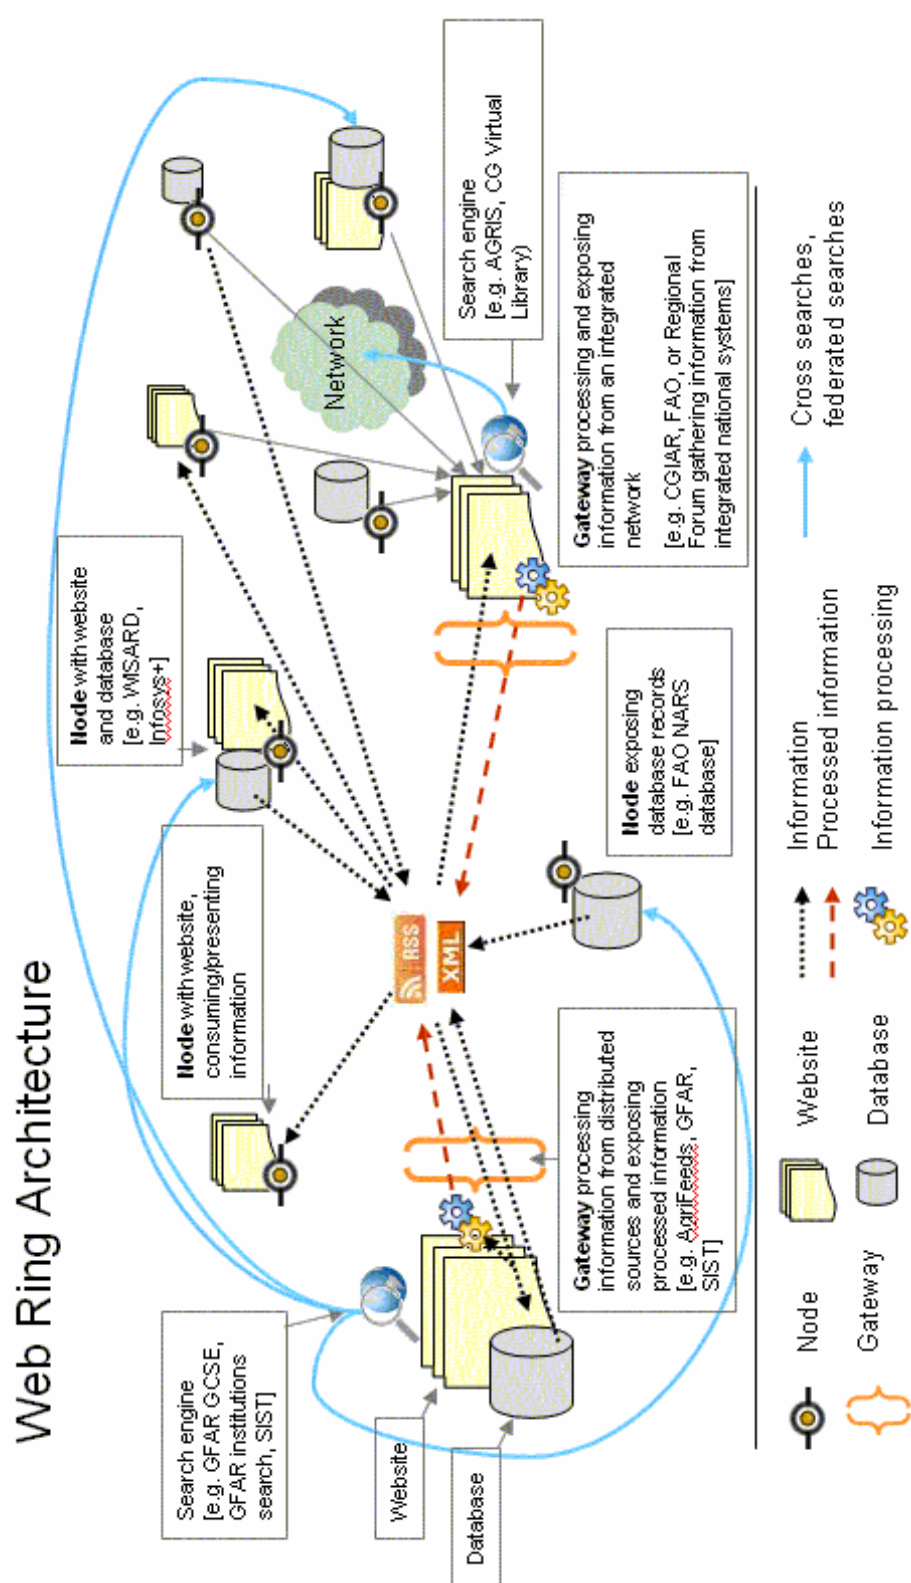 Web Ring Architecture
Search engine
[e.g. GFAR GCSE,
GFAR institutions
search, SIST]
Website
Database
Node with website,
consuming/presenting
information
Node with website
and database
[e.g. WISARD,
Infosys+]
RSS
XML
Network
Search engine
[e.g. AGRIS, CG Virtual
Library)
Gateway processing
information from distributed
sources and exposing
processed information
[e.g. AgriFeeds, GFAR,
SIST]
Node exposing
database records
[e.g. FAO NARS
database]
Gateway processing and exposing
information from an integrated
network
[e.g. CGIAR, FAO, or Regional
Forum gathering information from
integrated national systems]
Node
Website
Information
Processed information
Cross searches,
federated searches
Gateway
Database
Information processing